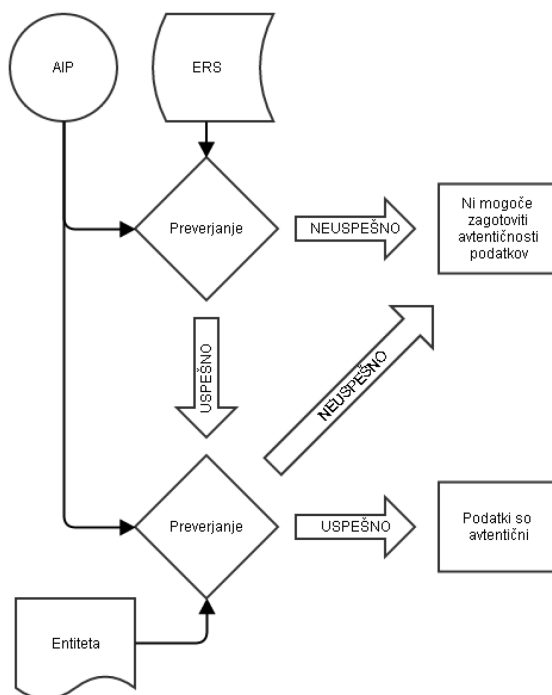 AIP
ERS
Preverjanje
NEUSPEŠNO
Ni mogoče
zagotoviti
avtentičnosti
podatkov
USPEŠNO
NEUSPEŠNO
Preverjanje
USPEŠNO
Podatki so
avtentični
Entiteta